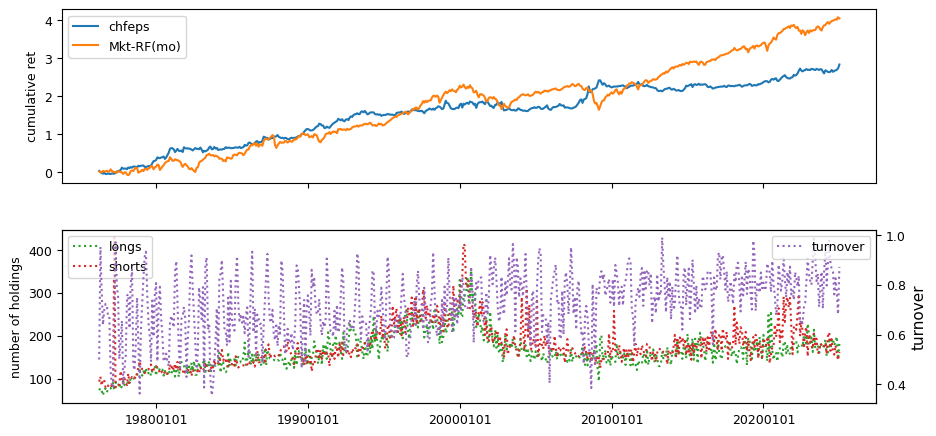 cumulative ret
4
3
2
1
0
chfeps
Mkt-RF(mo)
number of holdings
400
300
200
100
longs
shorts
turnover
1.0
0.8
0.6
0.4
turnover
19800101
19900101
20000101
20100101
20200101